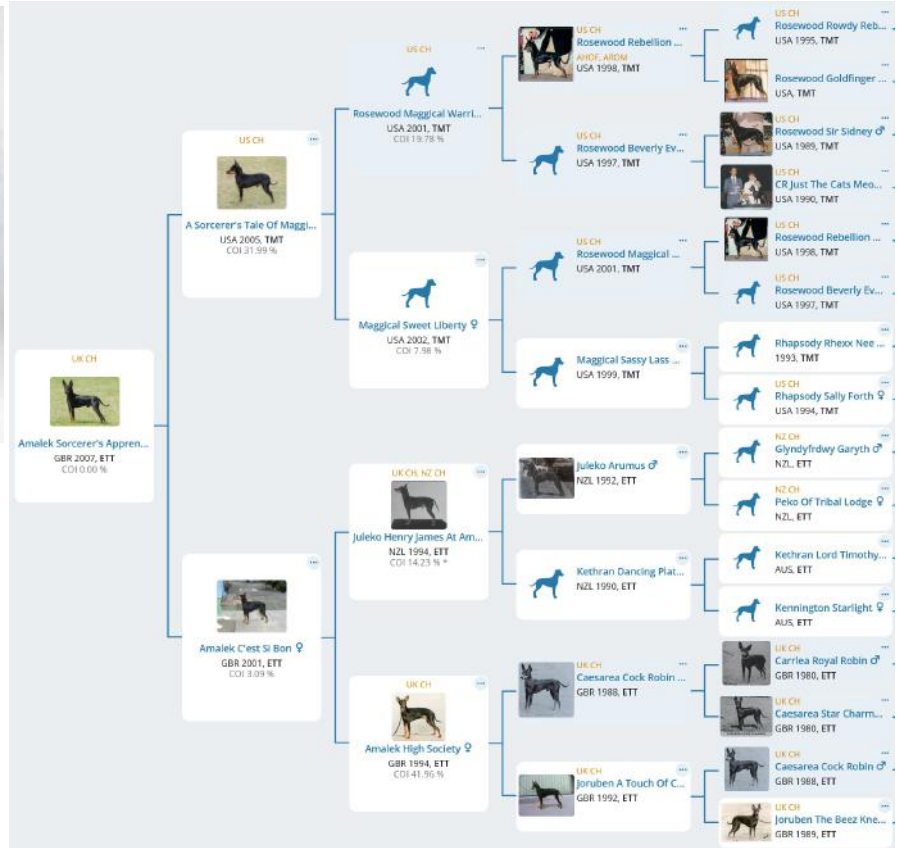 UK CH
Amalek Sorcerer's Appren...
GBR 2007, ETT
COI 0.00 %
US CH
A Sorcerer's Tale Of Maggi...
USA 2005, TMT
COI 31.99 %
Amalek C'est Si Bon ♀
GBR 2001, ETT
COI 3.09 %
US CH
Rosewood Maggical Warri...
USA 2001, TMT
COI 19.78 %
Maggical Sweet Liberty ♀
USA 2002, TMT
COI 7.98 %
UK CH, NZ CH
Juleko Henry James At Am...
NZL 1994, ETT
COI 14.23 % *
UK CH
Amalek High Society ♀
GBR 1994, ETT
COI 41.96 %
US CH
Rosewood Rebellion ...
AHOF, AROM
USA 1998, TMT
US CH
Rosewood Beverly Ev...
USA 1997, TMT
US CH
Rosewood Maggical ...
USA 2001, TMT
Maggical Sassy Lass ...
USA 1999, TMT
Juleko Arumus ♂
NZL 1992, ETT
Kethran Dancing Plat...
NZL 1990, ETT
UK CH
Caesarea Cock Robin ...
GBR 1988, ETT
UK CH
Joruben A Touch Of C...
GBR 1992, ETT
US CH
Rosewood Rowdy Reb...
USA 1995, TMT
Rosewood Goldfinger ...
USA, TMT
US CH
Rosewood Sir Sidney ♂
USA 1989, TMT
US CH
CR Just The Cats Meo...
USA 1990, TMT
US CH
Rosewood Rebellion ...
USA 1998, TMT
US CH
Rosewood Beverly Ev...
USA 1997, TMT
Rhapsody Rhexx Nee ...
1993, TMT
US CH
Rhapsody Sally Forth ♀
USA 1994, TMT
NZ CH
Glyndyfrdwy Garyth ♂
NZL, ETT
NZ CH
Peko Of Tribal Lodge ♀
NZL, ETT
Kethran Lord Timothy...
AUS, ETT
Kennington Starlight ♀
AUS, ETT
UK CH
Carrlea Royal Robin ♂
GBR 1980, ETT
UK CH
Caesarea Star Charm...
GBR 1980, ETT
UK CH
Caesarea Cock Robin ♂
GBR 1988, ETT
UK CH
Joruben The Beez Kne...
GBR 1989, ETT